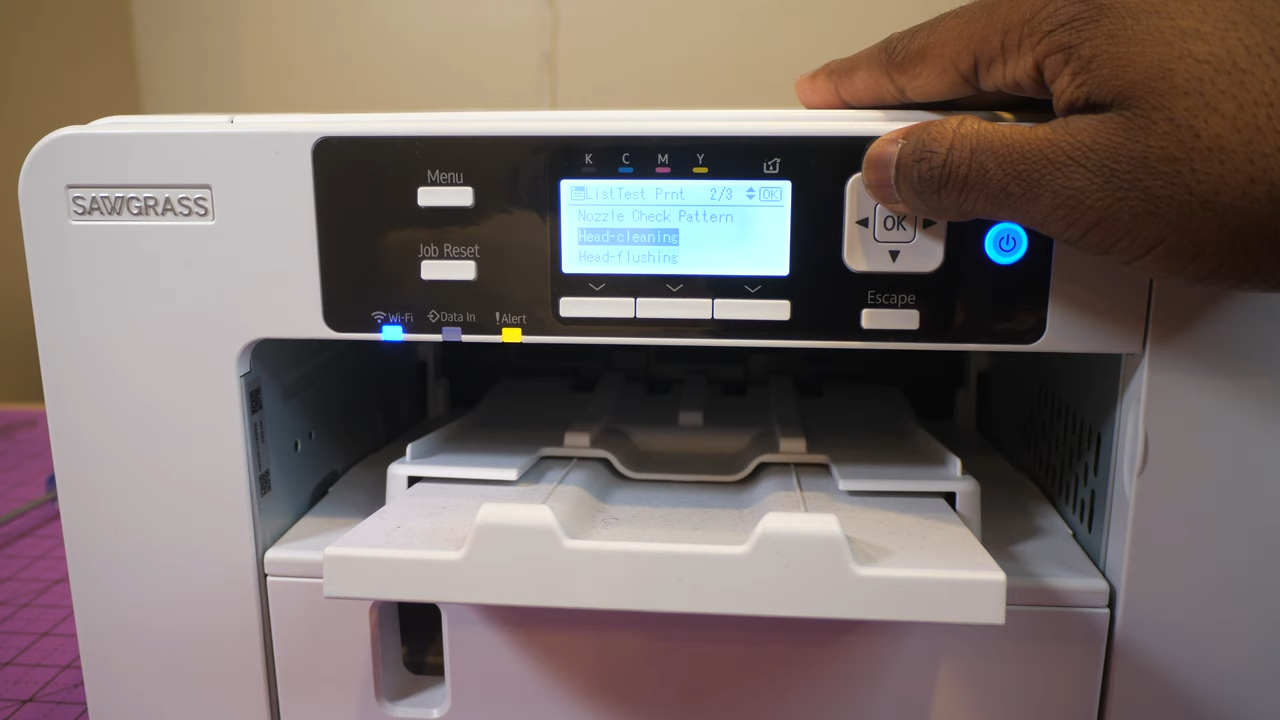 SAWGRASS
Menu
Job Reset
Wi-Fi
Data In
!Alert
K C M Y
ListTest Prnt 2/3 OK
Nozzle Check Pattern
Head-cleaning
Head-flushing
OK
Escape